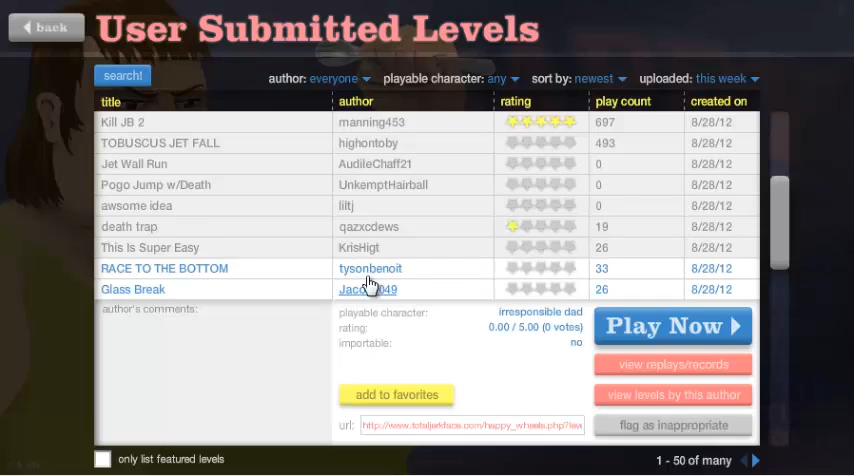 back
User Submitted Levels
search!
author: everyone playable character: any sort by: newest uploaded: this week
title author rating play count created on
Kill JB 2 manning453 697 8/28/12
TOBUSCUS JET FALL highontoby 493 8/28/12
Jet Wall Run AudileChaff21 0 8/28/12
Pogo Jump w/Death UnkemptHairball 0 8/28/12
awsome idea liltj 0 8/28/12
death trap qazxcdews 19 8/28/12
This Is Super Easy KrisHigt 26 8/28/12
RACE TO THE BOTTOM tysonbenoit 33 8/28/12
Glass Break 26 8/28/12
author's comments:
playable character: irresponsible dad
rating: 0.00 / 5.00 (0 votes)
importable: no
Play Now
view replays/records
add to favorites
view levels by this author
url: http://www.totaljerkface.com/happy_wheels.php?lev
flag as inappropriate
only list featured levels
1 - 50 of many